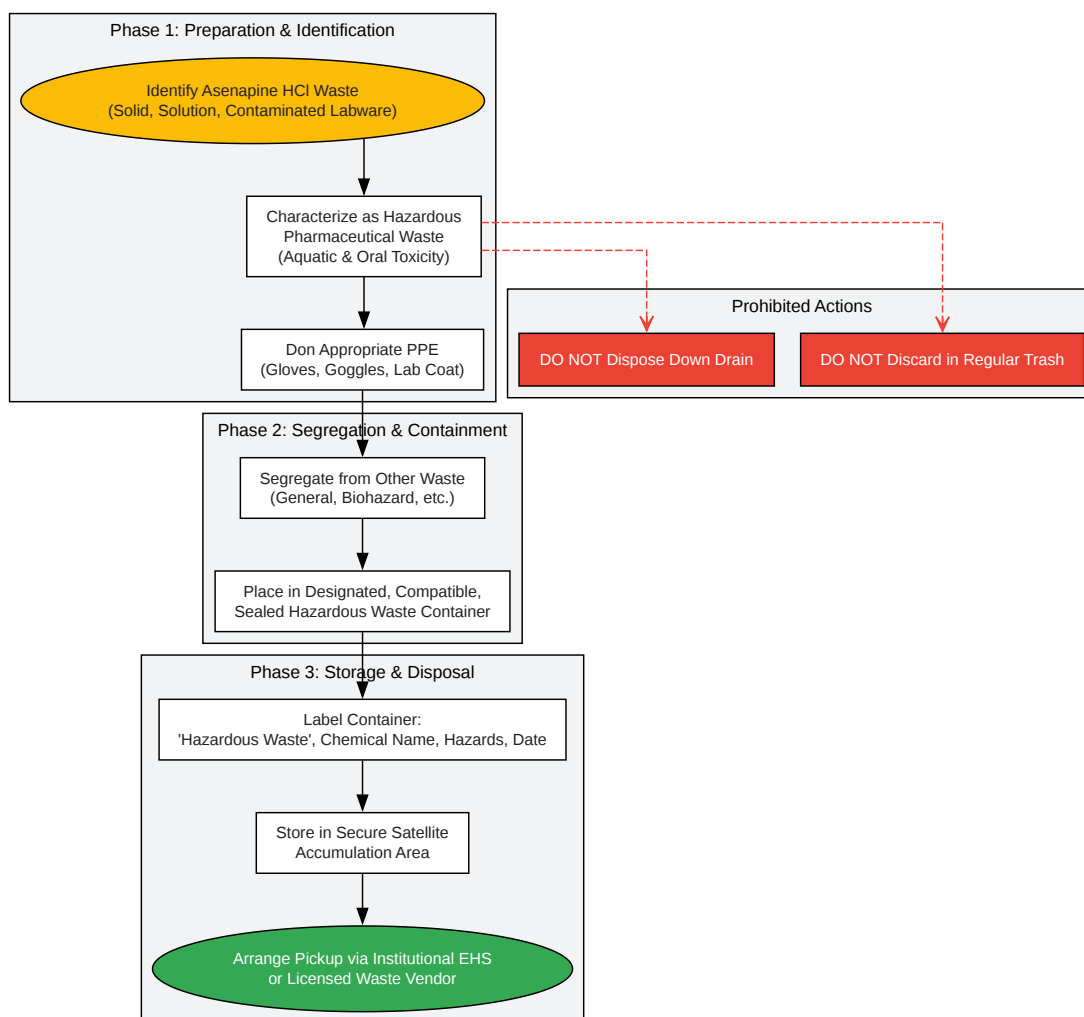 Phase 1: Preparation & Identification
Identify Asenapine HCl Waste
(Solid, Solution, Contaminated Labware)
Characterize as Hazardous
Pharmaceutical Waste
(Aquatic & Oral Toxicity)
Don Appropriate PPE
(Gloves, Goggles, Lab Coat)
Prohibited Actions
DO NOT Dispose Down Drain
DO NOT Discard in Regular Trash
Phase 2: Segregation & Containment
Segregate from Other Waste
(General, Biohazard, etc.)
Place in Designated, Compatible,
Sealed Hazardous Waste Container
Phase 3: Storage & Disposal
Label Container:
'Hazardous Waste', Chemical Name, Hazards, Date
Store in Secure Satellite
Accumulation Area
Arrange Pickup via Institutional EHS
or Licensed Waste Vendor